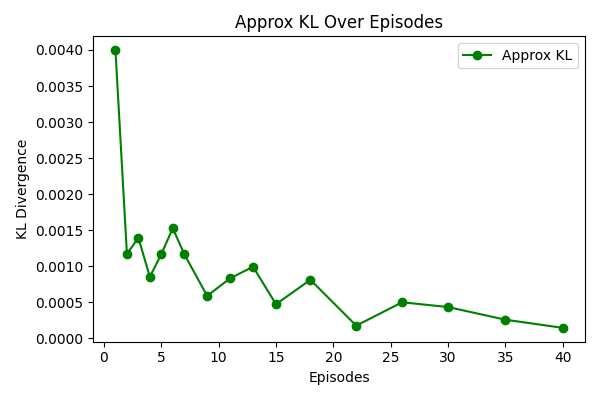 Approx KL Over Episodes
Approx KL
KL Divergence
0.0040
0.0035
0.0030
0.0025
0.0020
0.0015
0.0010
0.0005
0.0000
0 5 10 15 20 25 30 35 40
Episodes